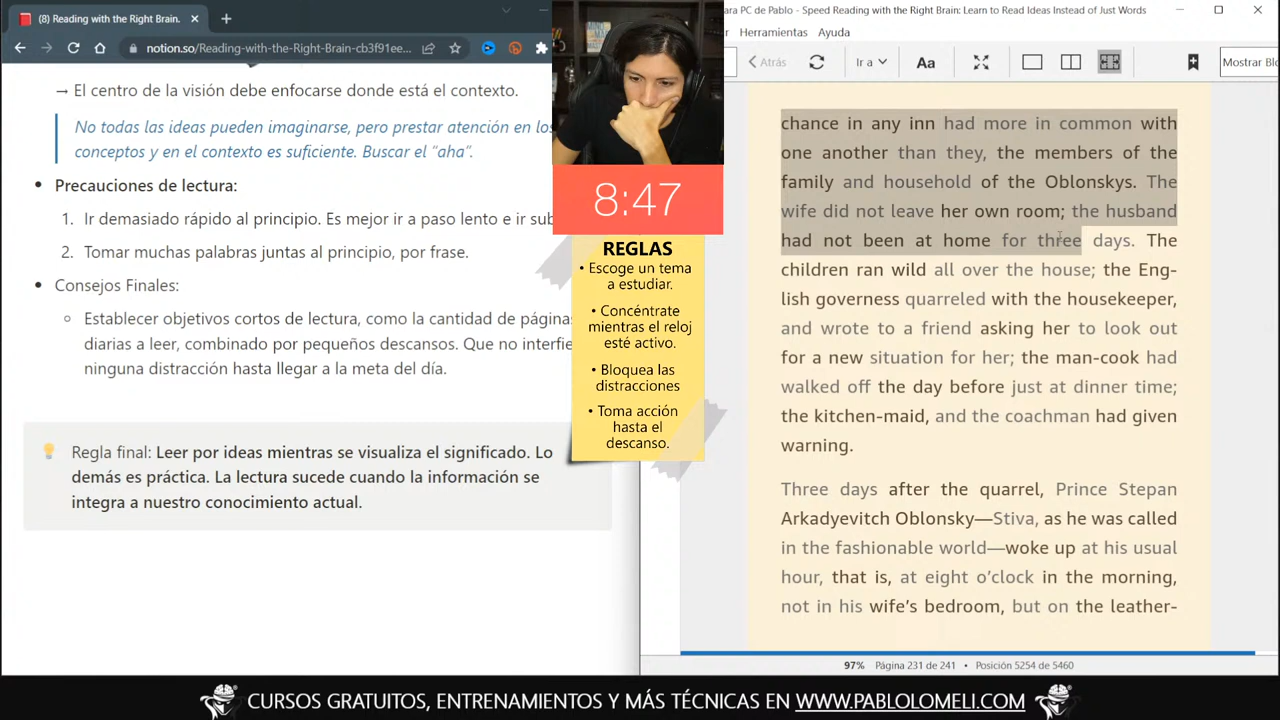 (8) Reading with the Right Brain.
notion.so/Reading-with-the-Right-Brain-cb3f91ee...
→ El centro de la visión debe enfocarse donde está el contexto.
No todas las ideas pueden imaginarse, pero prestar atención en los
conceptos y en el contexto es suficiente. Buscar el "aha".
• Precauciones de lectura:
1. Ir demasiado rápido al principio. Es mejor ir a paso lento e ir sub
2. Tomar muchas palabras juntas al principio, por frase.
• Consejos Finales:
Establecer objetivos cortos de lectura, como la cantidad de páginas
diarias a leer, combinado por pequeños descansos. Que no interfie
ninguna distracción hasta llegar a la meta del día.
Regla final: Leer por ideas mientras se visualiza el significado. Lo
demás es práctica. La lectura sucede cuando la información se
integra a nuestro conocimiento actual.
8:47
REGLAS
• Escoge un tema
a estudiar.
• Concéntrate
mientras el reloj
esté activo.
• Bloquea las
distracciones
• Toma acción
hasta el
descanso.
ara PC de Pablo - Speed Reading with the Right Brain: Learn to Read Ideas Instead of Just Words
Herramientas Ayuda
Atrás Ir a Aa Mostrar Blo
chance in any inn had more in common with
one another than they, the members of the
family and household of the Oblonskys. The
wife did not leave her own room; the husband
had not been at home for three days. The
children ran wild all over the house; the Eng-
lish governess quarreled with the housekeeper,
and wrote to a friend asking her to look out
for a new situation for her; the man-cook had
walked off the day before just at dinner time;
the kitchen-maid, and the coachman had given
warning.
Three days after the quarrel, Prince Stepan
Arkadyevitch Oblonsky—Stiva, as he was called
in the fashionable world—woke up at his usual
hour, that is, at eight o'clock in the morning,
not in his wife's bedroom, but on the leather-
97% Página 231 de 241 • Posición 5254 de 5460
CURSOS GRATUITOS, ENTRENAMIENTOS Y MÁS TÉCNICAS EN WWW.PABLOLOMELI.COM